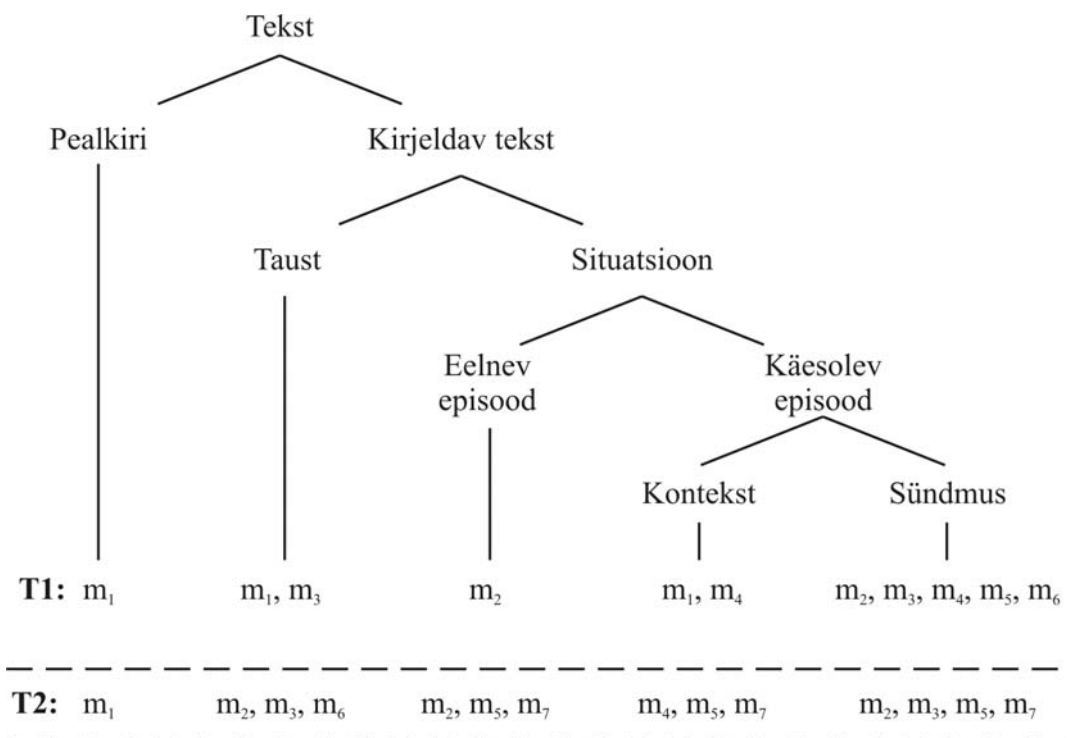 Tekst
Pealkiri Kirjeldav tekst
Taust Situatsioon
Eelnev episood Käesolev episood
Kontekst Sündmus
T1: m₁ m₁, m₃ m₂ m₁, m₄ m₂, m₃, m₄, m₅, m₆
T2: m₁ m₂, m₃, m₆ m₂, m₅, m₇ m₄, m₅, m₇ m₂, m₃, m₅, m₇